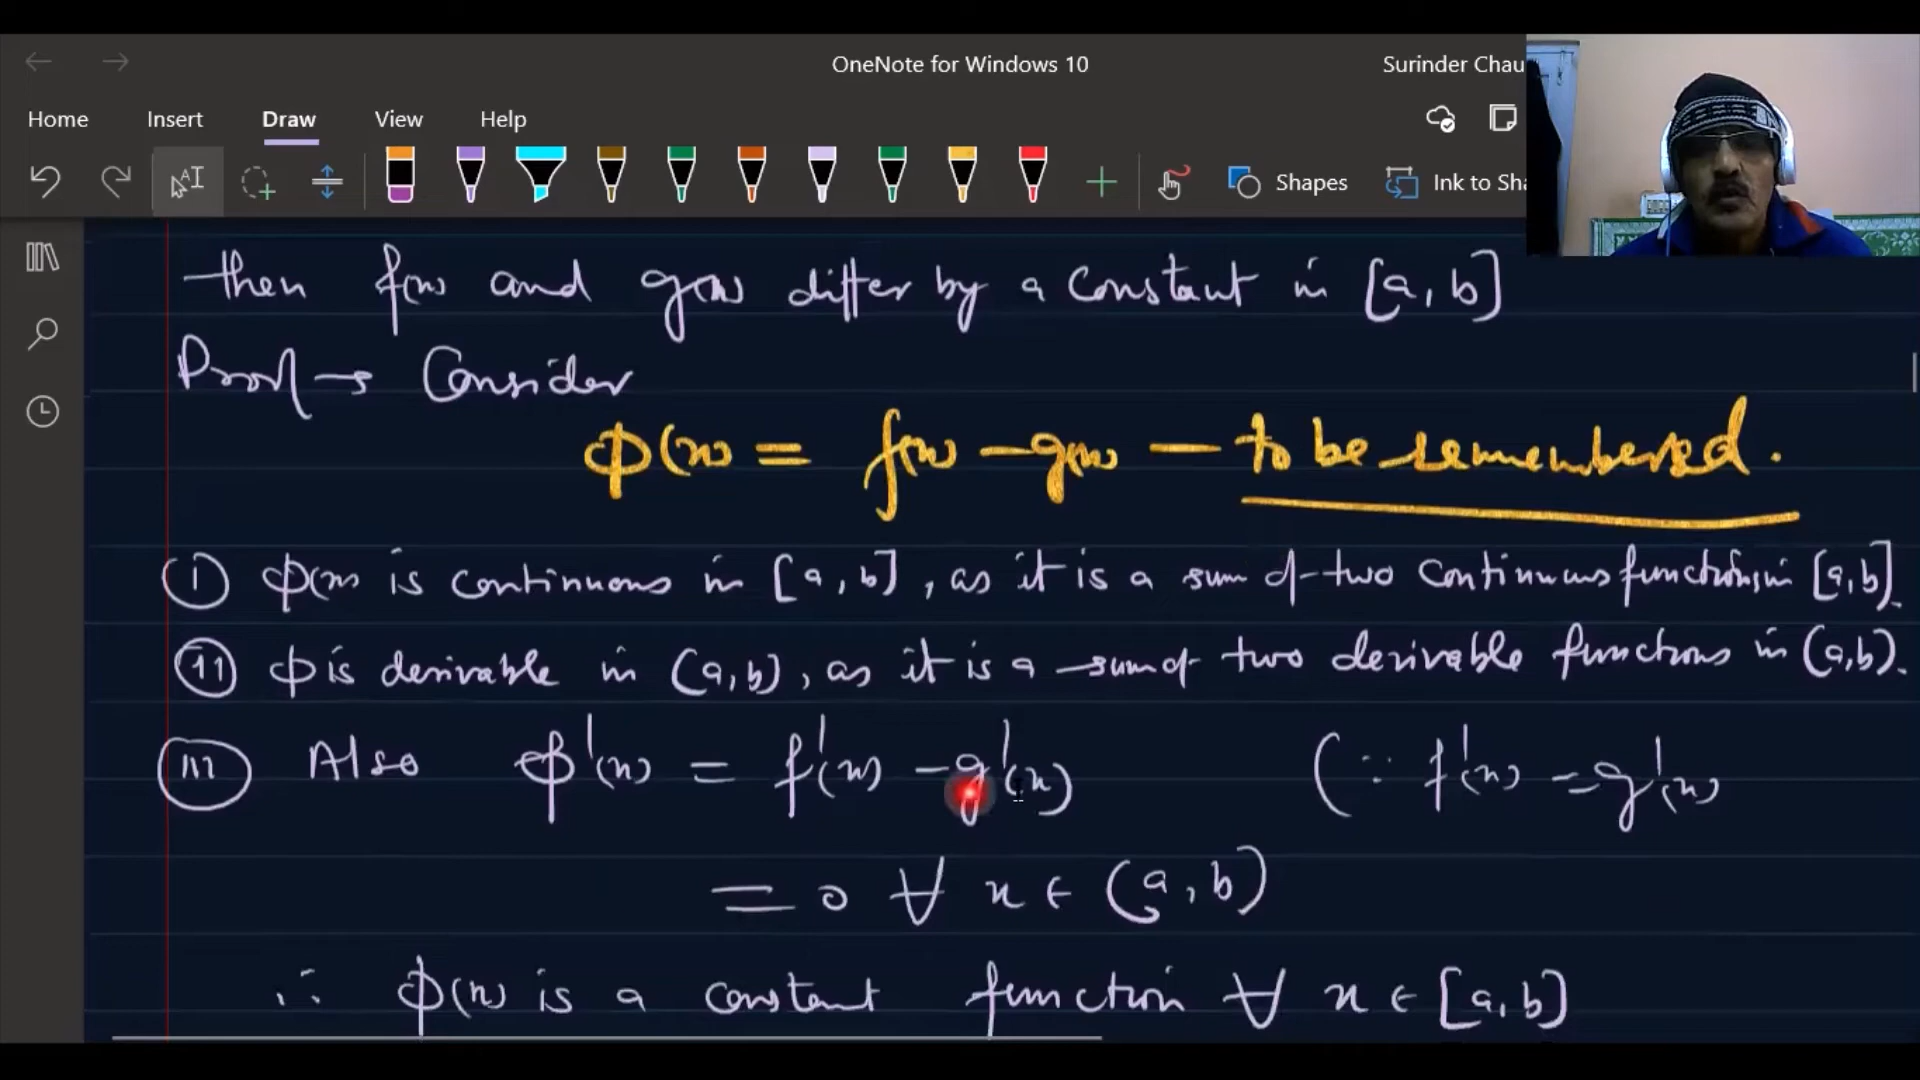 OneNote for Windows 10
Surinder Chau
Home Insert Draw View Help
Shapes Ink to Sha
then f(x) and g(x) differ by a constant in [a, b]
Proof → Consider
ϕ(x) = f(x) - g(x) - to be remembered.
(i) ϕ(x) is continuous in [a, b], as it is a sum of two continuous functions in [a, b].
(ii) ϕ is derivable in (a, b), as it is a sum of two derivable functions in (a, b).
(iii) Also ϕ'(x) = f'(x) - g'(x) (∵ f'(x) = g'(x)
= 0 ∀ x ∈ (a, b)
∴ ϕ(x) is a constant function ∀ x ∈ [a, b]